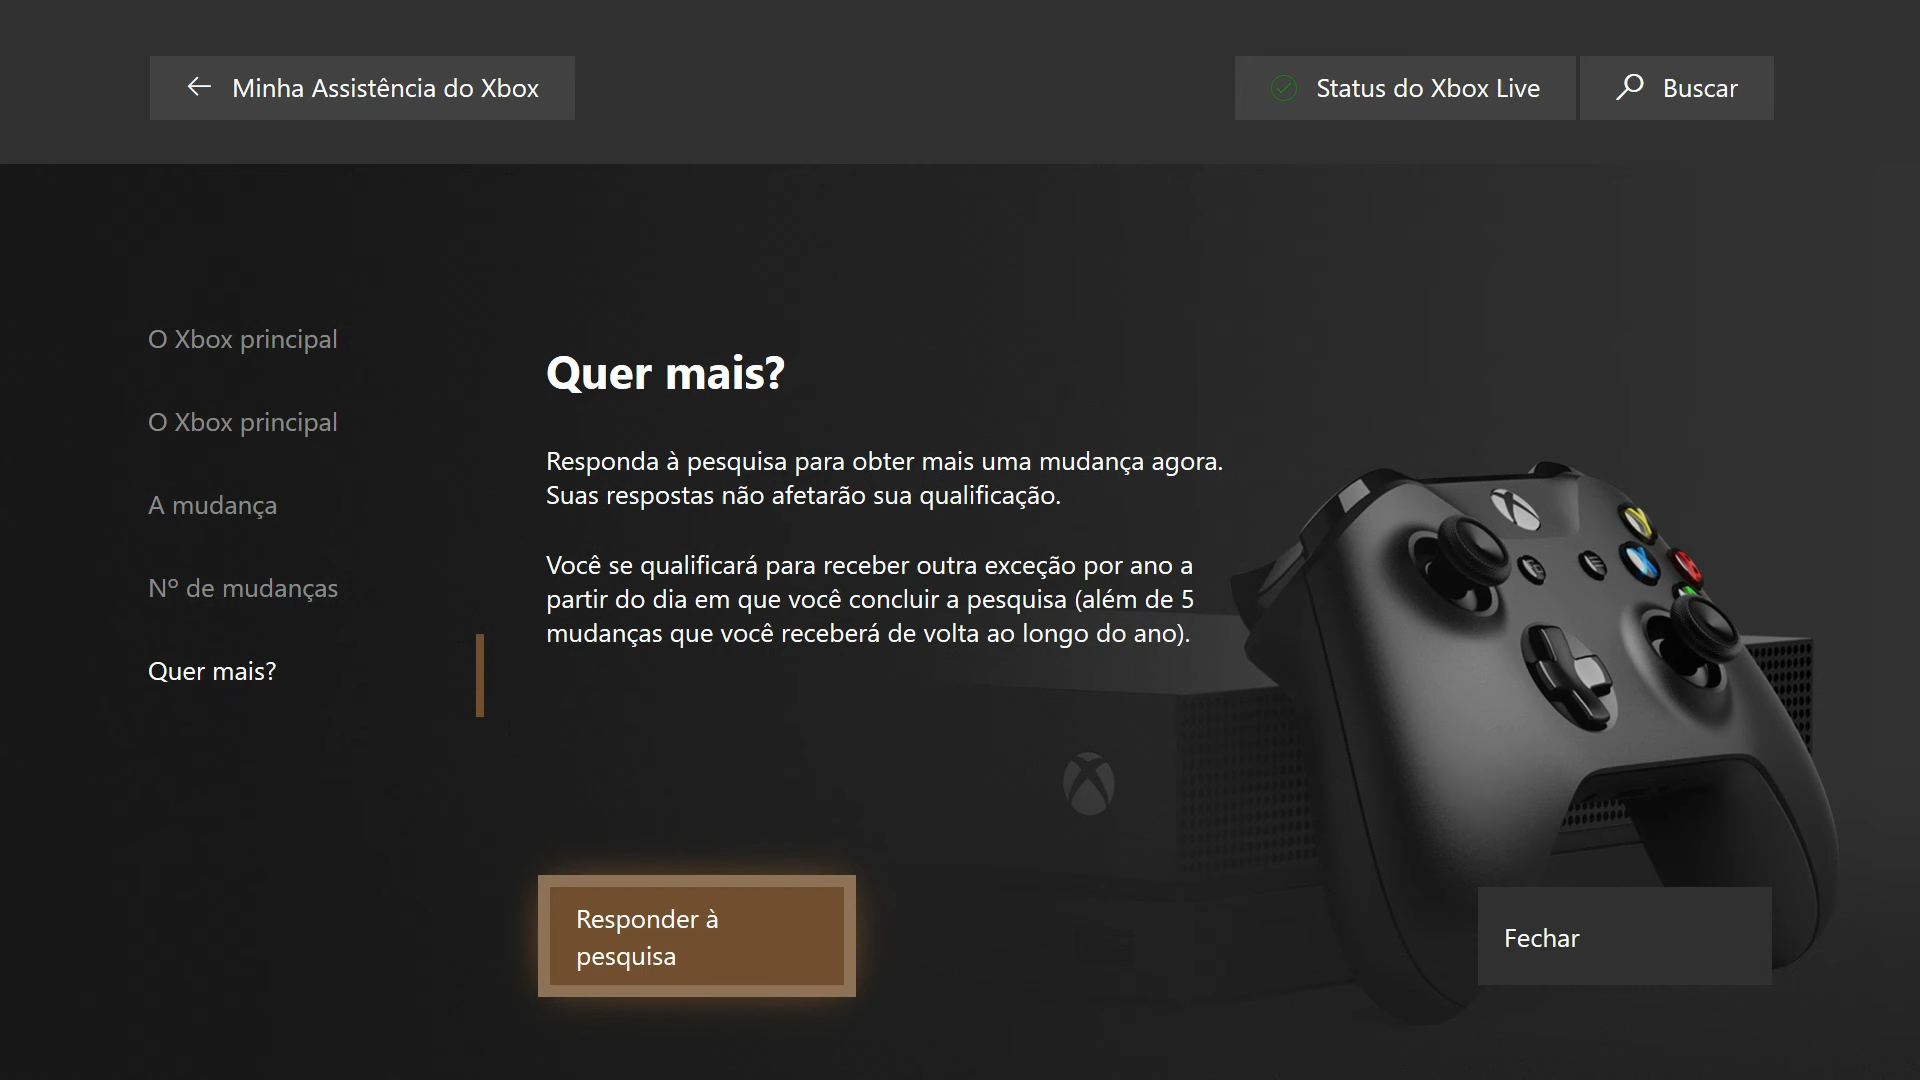 Minha Assistência do Xbox
Status do Xbox Live
Buscar
O Xbox principal
O Xbox principal
A mudança
Nº de mudanças
Quer mais?
Quer mais?
Responda à pesquisa para obter mais uma mudança agora.
Suas respostas não afetarão sua qualificação.
Você se qualificará para receber outra exceção por ano a
partir do dia em que você concluir a pesquisa (além de 5
mudanças que você receberá de volta ao longo do ano).
Responder à
pesquisa
Fechar